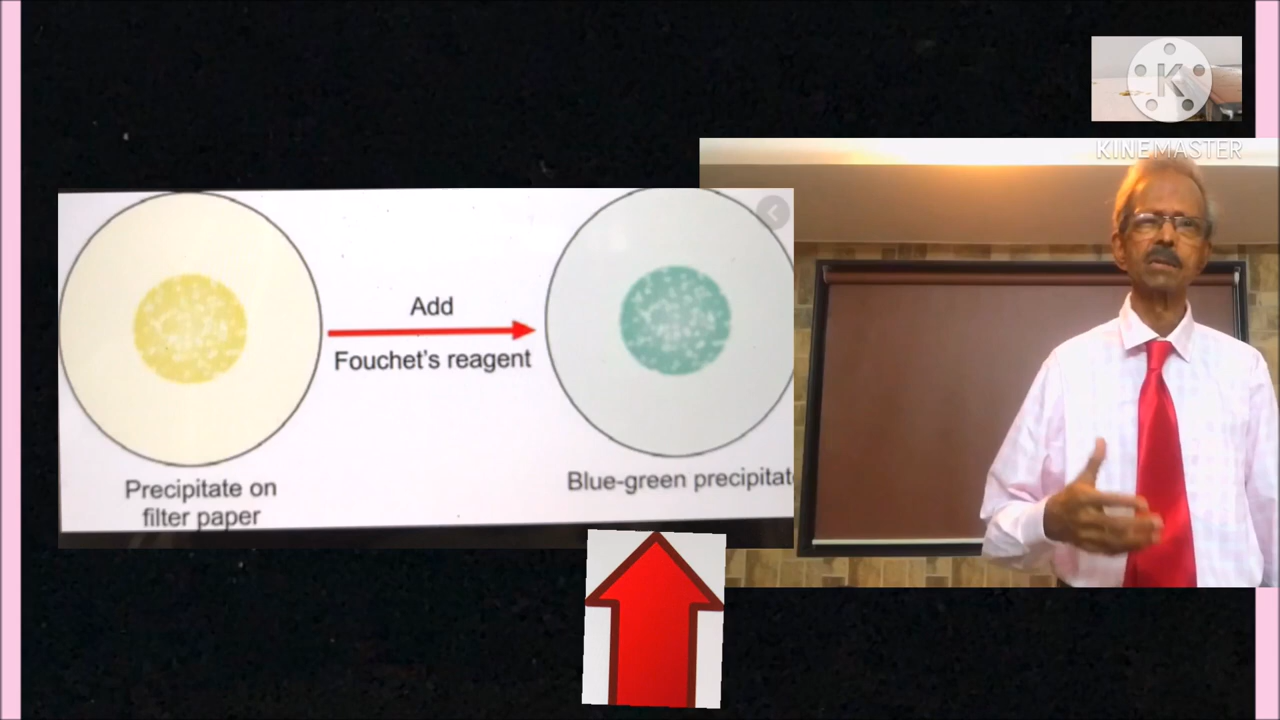 K
KINEMASTER
Add
Fouchet's reagent
Precipitate on
filter paper
Blue-green precipitat